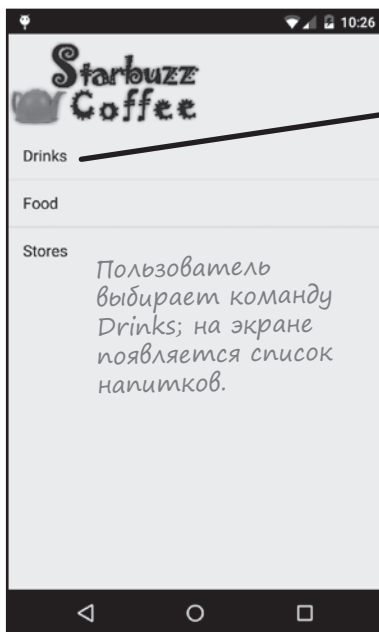 10:26
Starbuzz
Coffee
Drinks
Food
Stores
Пользователь
выбирает команду
Drinks; на экране
появляется список
напитков.